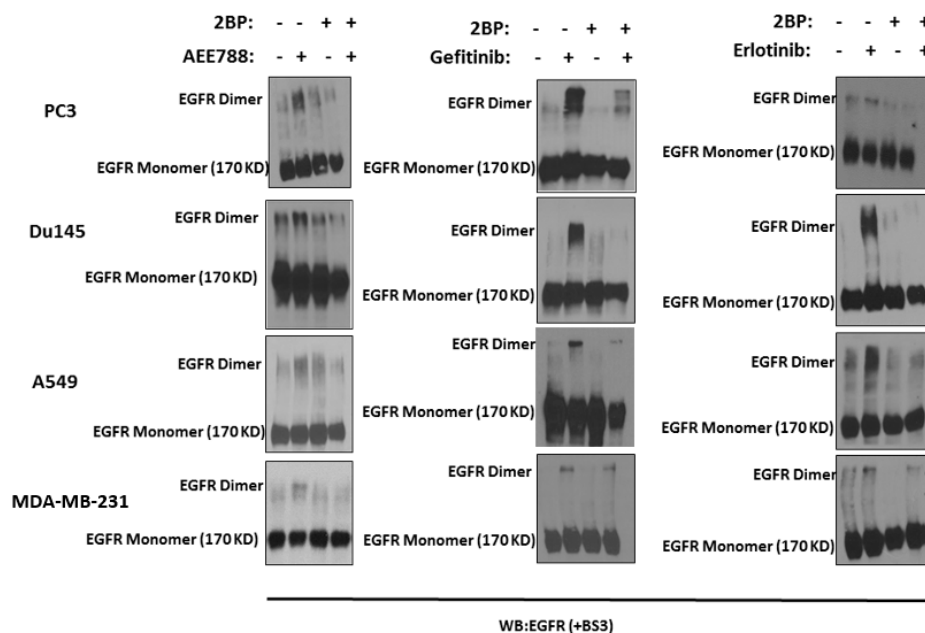 2BP: - - + +
AEE788: - + - +
2BP: - - + +
Gefitinib: - + - +
2BP: - - + +
Erlotinib: - + - +
PC3
EGFR Dimer
EGFR Monomer (170 KD)
EGFR Dimer
EGFR Monomer (170 KD)
EGFR Dimer
EGFR Monomer (170 KD)
Du145
EGFR Dimer
EGFR Monomer (170 KD)
EGFR Dimer
EGFR Monomer (170 KD)
EGFR Dimer
EGFR Monomer (170 KD)
A549
EGFR Dimer
EGFR Monomer (170 KD)
EGFR Dimer
EGFR Monomer (170 KD)
EGFR Dimer
EGFR Monomer (170 KD)
MDA-MB-231
EGFR Dimer
EGFR Monomer (170 KD)
EGFR Dimer
EGFR Monomer (170 KD)
EGFR Dimer
EGFR Monomer (170 KD)
WB:EGFR (+BS3)